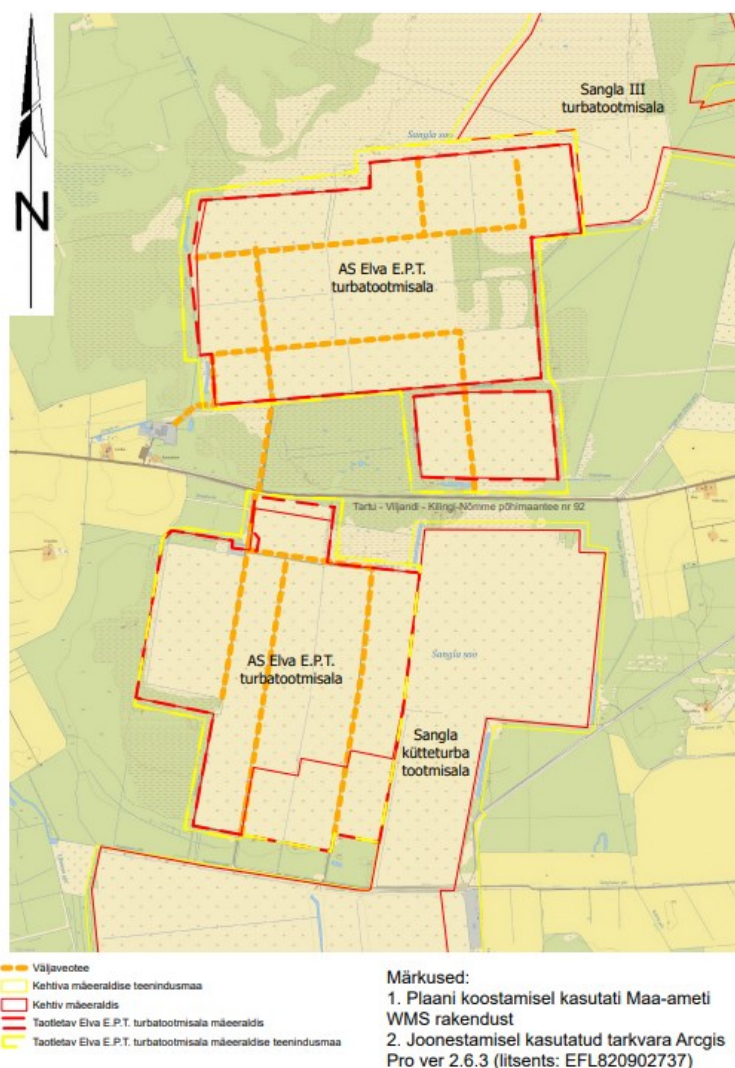 Sangla III
turbatootmisala
Sangla soo
N
AS Elva E.P.T.
turbatootmisala
Tartu - Viljandi - Kilingi-Nõmme põhimaantee nr 92
AS Elva E.P.T.
turbatootmisala
Sangla soo
Sangla
kütteturba
tootmisala
Väljaveotee
Kehtiva mäeeraldise teenindusmaa
Kehtiv mäeeraldis
Taotletav Elva E.P.T. turbatootmisala mäeeraldis
Taotletav Elva E.P.T. turbatootmisala mäeeraldise teenindusmaa
Märkused:
1. Plaani koostamisel kasutati Maa-ameti
WMS rakendust
2. Joonestamisel kasutatud tarkvara Arcgis
Pro ver 2.6.3 (litsents: EFL820902737)